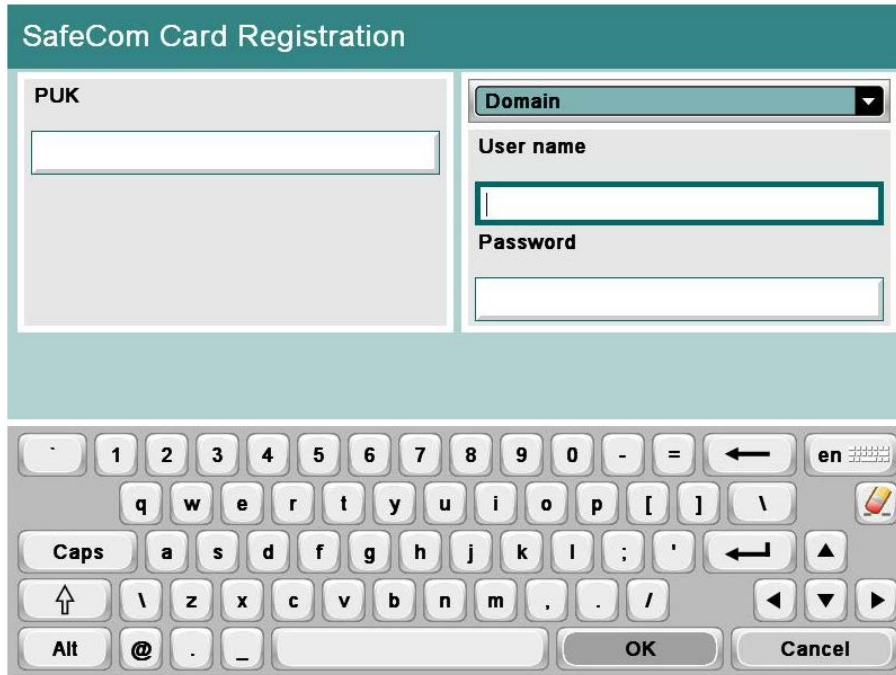 SafeCom Card Registration
PUK
Domain
User name
Password
` 1 2 3 4 5 6 7 8 9 0 - = en
q w e r t y u i o p [ ] \
Caps a s d f g h j k l ; '
\ z x c v b n m , . /
Alt @ . _ OK Cancel